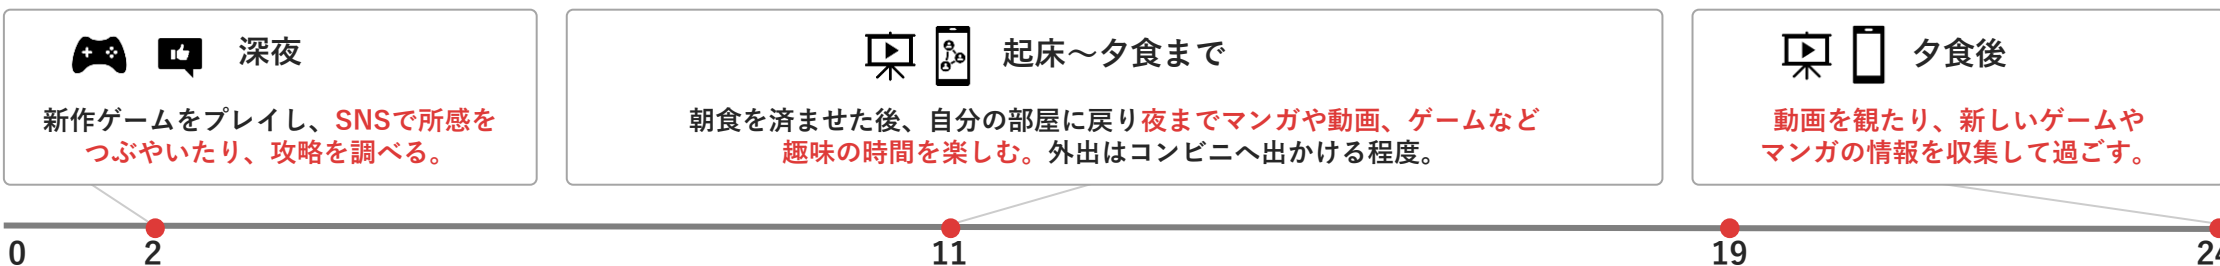 深夜
新作ゲームをプレイし、SNSで所感を
つぶやいたり、攻略を調べる。
起床～夕食まで
朝食を済ませた後、自分の部屋に戻り夜までマンガや動画、ゲームなど
趣味の時間を楽しむ。外出はコンビニへ出かける程度。
夕食後
動画を観たり、新しいゲームや
マンガの情報を収集して過ごす。
0
2
11
19
24